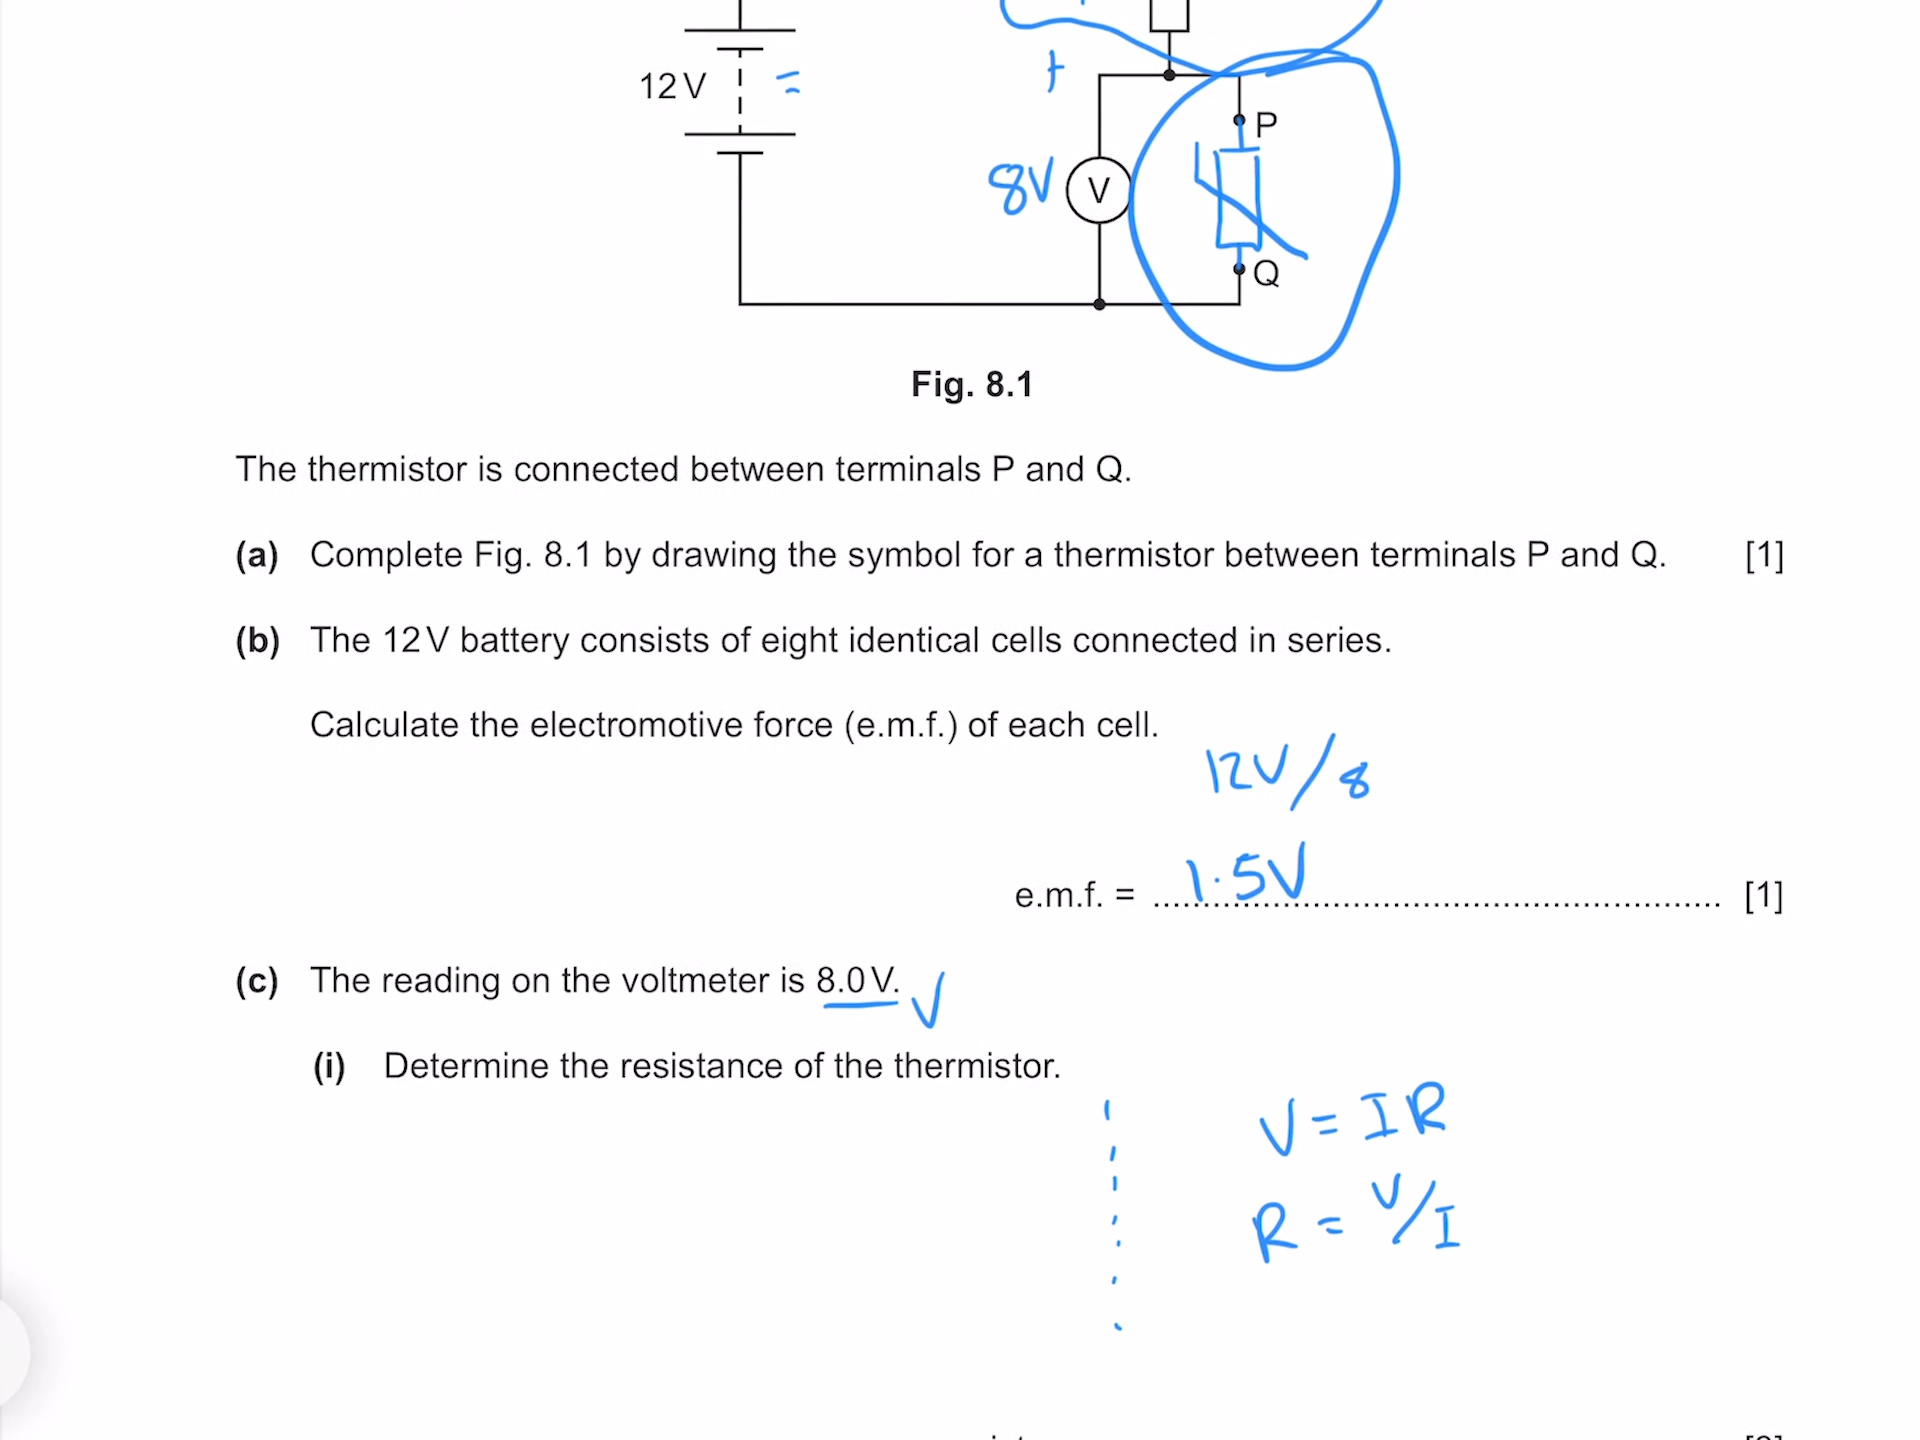 12 V
=
+
P
8V
V
Q
Fig. 8.1
The thermistor is connected between terminals P and Q.
(a) Complete Fig. 8.1 by drawing the symbol for a thermistor between terminals P and Q. [1]
(b) The 12 V battery consists of eight identical cells connected in series.
Calculate the electromotive force (e.m.f.) of each cell.
12V/8
e.m.f. = 1.5V [1]
(c) The reading on the voltmeter is 8.0 V. V
(i) Determine the resistance of the thermistor.
V = IR
R = V/I